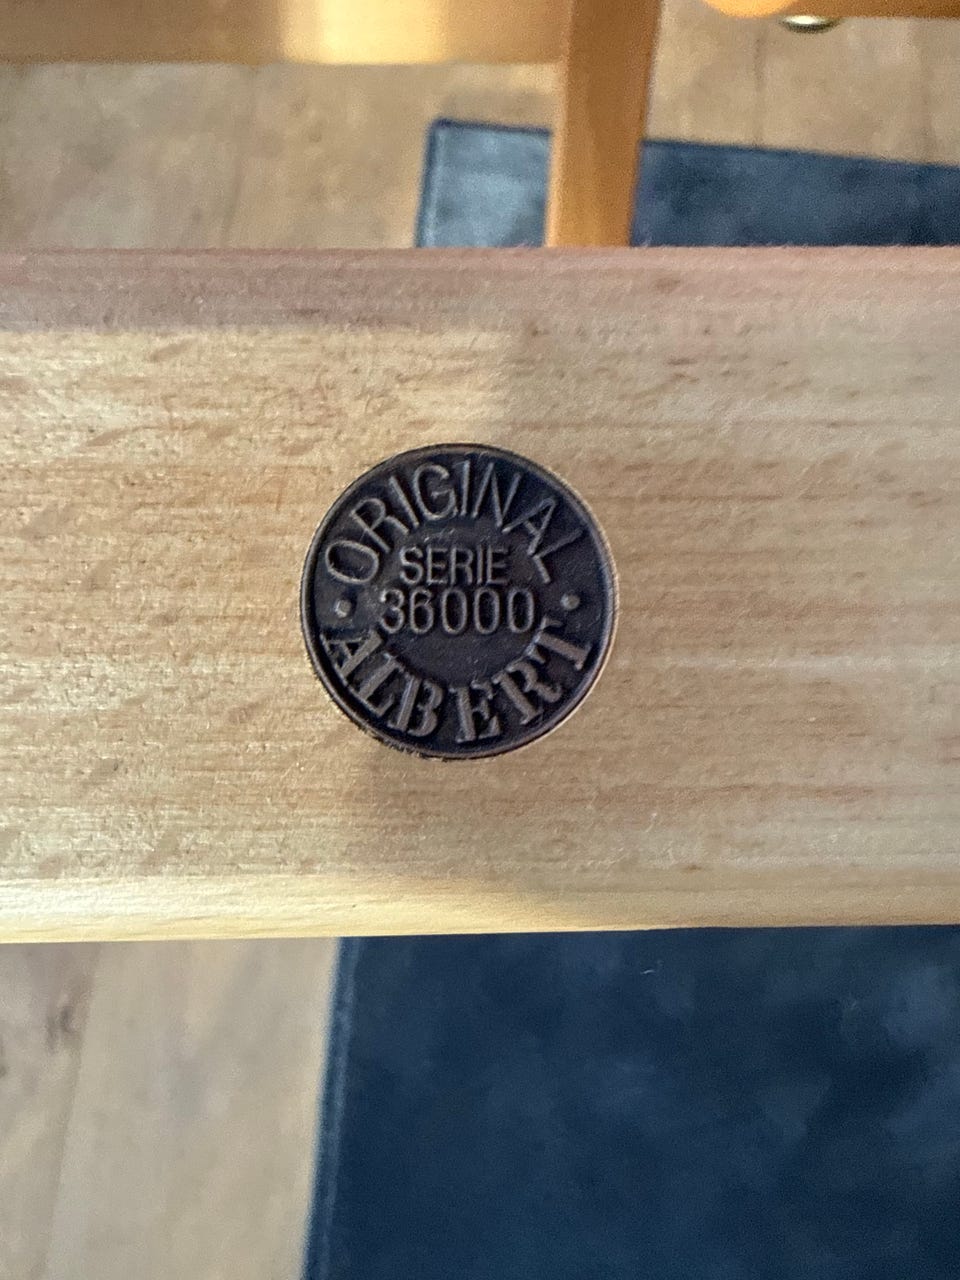 ORIGINAL
SERIE
36000
ALBERT